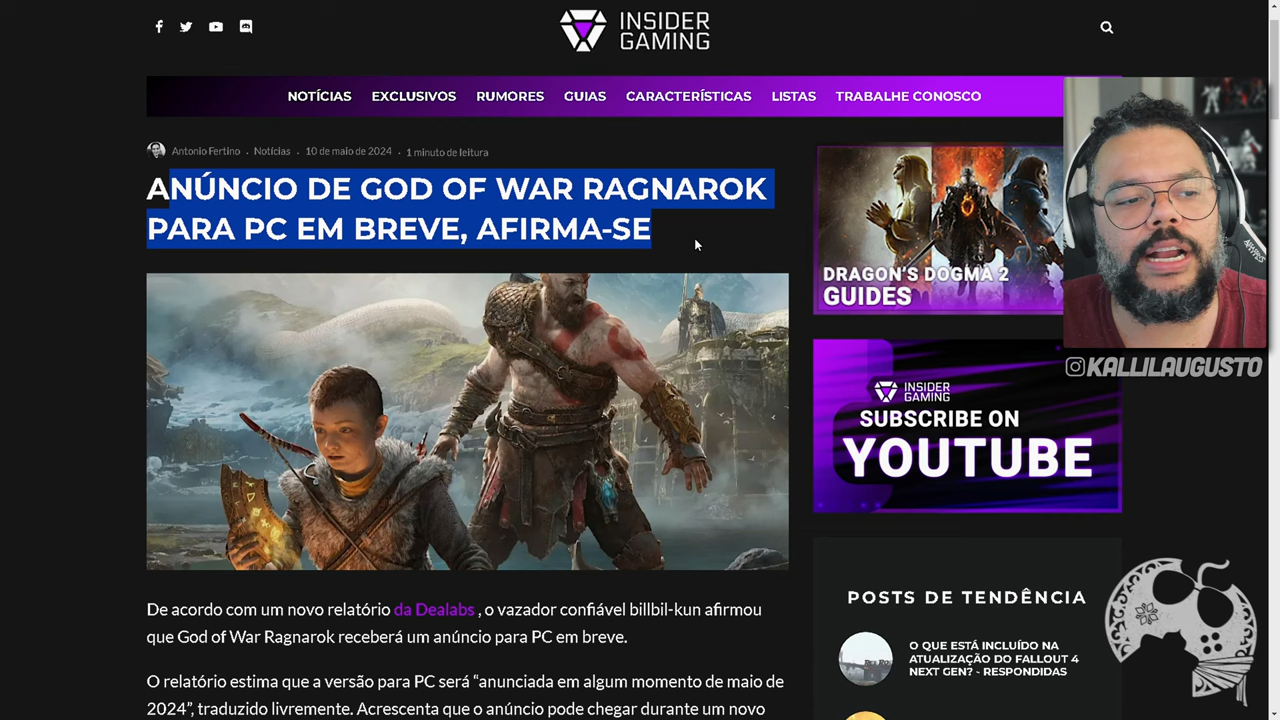 INSIDER
GAMING
NOTÍCIAS EXCLUSIVOS RUMORES GUIAS CARACTERÍSTICAS LISTAS TRABALHE CONOSCO
Antonio Fertino . Notícias . 10 de maio de 2024 . 1 minuto de leitura
ANÚNCIO DE GOD OF WAR RAGNAROK
PARA PC EM BREVE, AFIRMA-SE
De acordo com um novo relatório da Dealabs , o vazador confiável billbil-kun afirmou
que God of War Ragnarok receberá um anúncio para PC em breve.
O relatório estima que a versão para PC será “anunciada em algum momento de maio de
2024”, traduzido livremente. Acrescenta que o anúncio pode chegar durante um novo
DRAGON'S DOGMA 2
GUIDES
INSIDER
GAMING
SUBSCRIBE ON
YOUTUBE
POSTS DE TENDÊNCIA
O QUE ESTÁ INCLUÍDO NA
ATUALIZAÇÃO DO FALLOUT 4
NEXT GEN? - RESPONDIDAS
@KALLILAUGUSTO